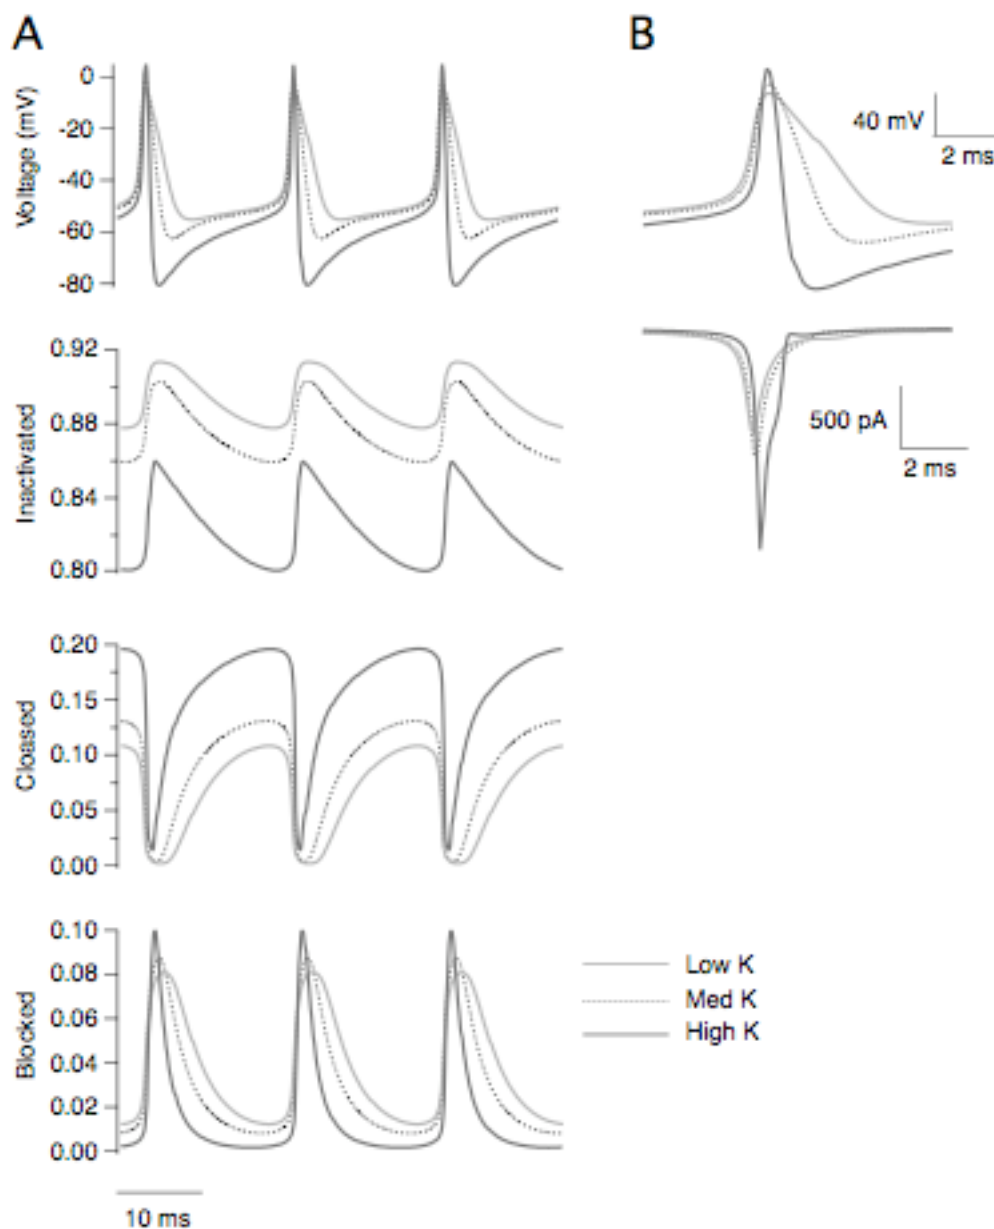 A
B
Voltage (mV)
0
-20
-40
-60
-80
40 mV
2 ms
Inactivated
0.92
0.88
0.84
0.80
500 pA
2 ms
Cloased
0.20
0.15
0.10
0.05
0.00
Blocked
0.10
0.08
0.06
0.04
0.02
0.00
Low K
Med K
High K
10 ms